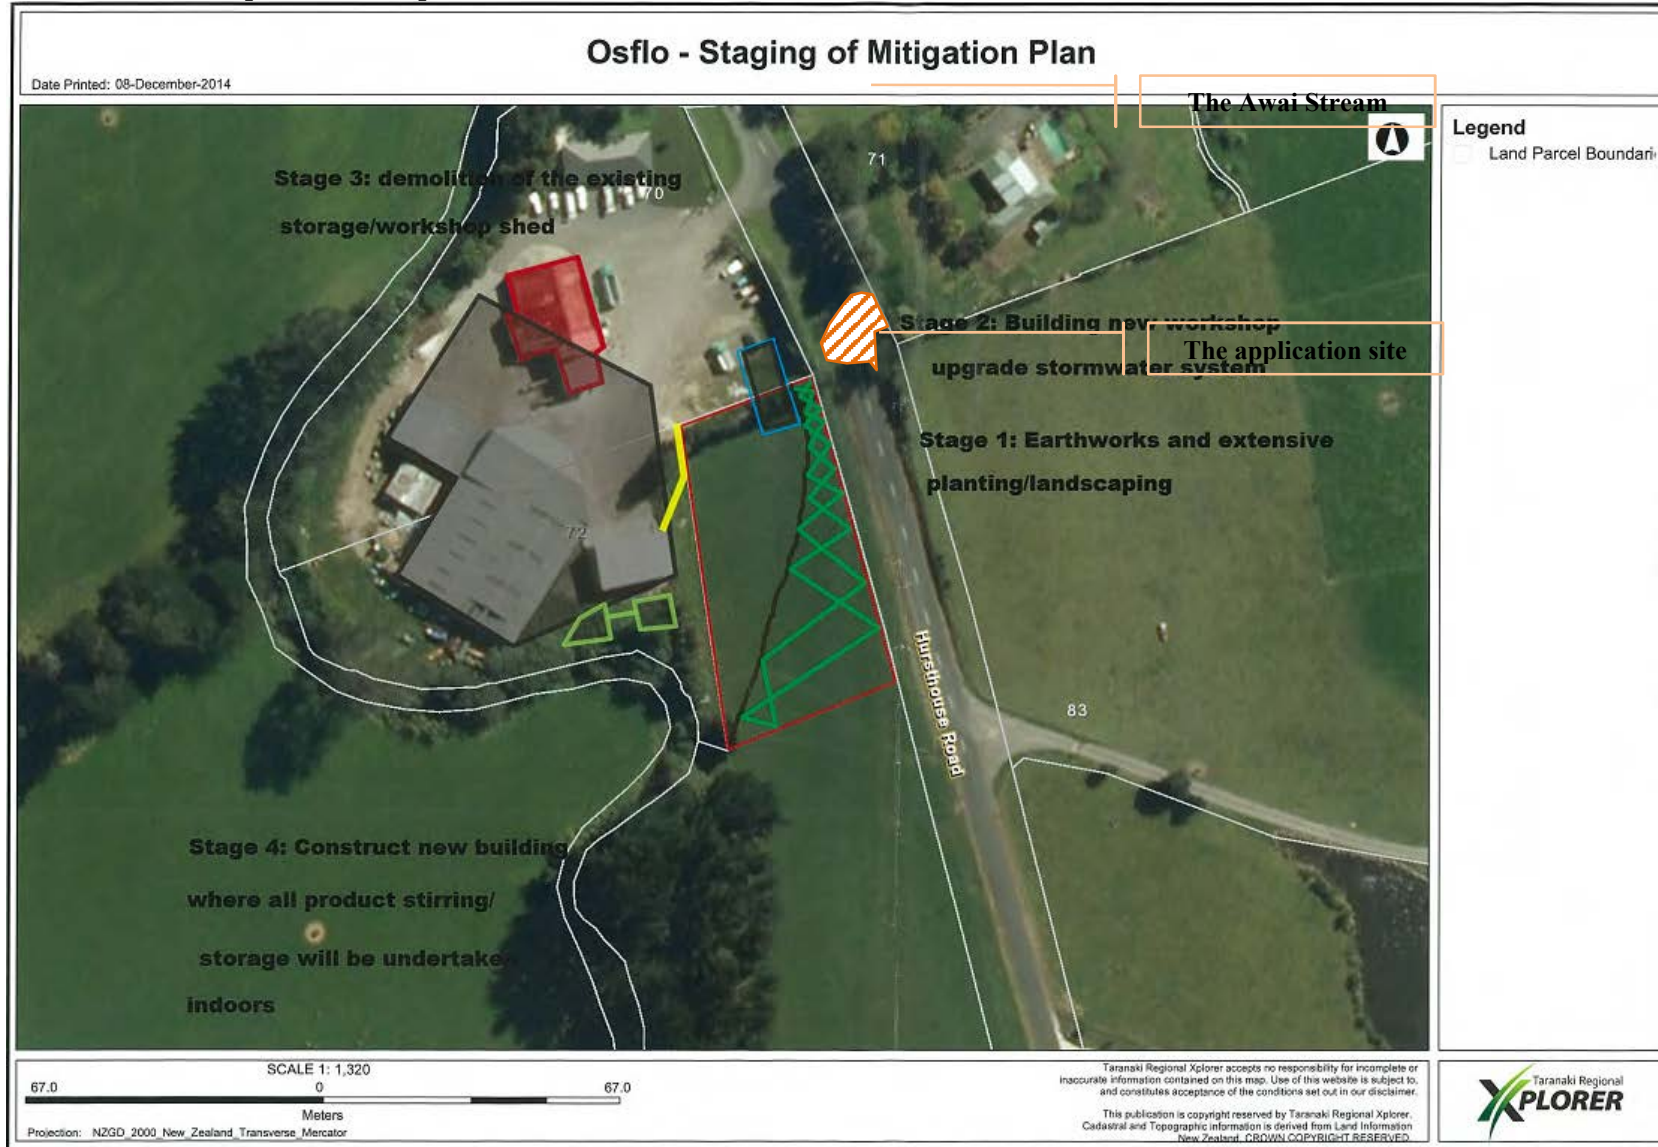 Osflo - Staging of Mitigation Plan
Date Printed: 08-December-2014
The Awai Stream
Legend
Land Parcel Boundari
71
70
Stage 3: demolition of the existing
storage/workshop shed
Stage 2: Building new workshop
upgrade stormwater system
The application site
Stage 1: Earthworks and extensive
planting/landscaping
72
Hursthouse Road
83
Stage 4: Construct new building
where all product stirring/
storage will be undertake
indoors
SCALE 1: 1,320
67.0 0 67.0
Meters
Projection: NZGD_2000_New_Zealand_Transverse_Mercator
Taranaki Regional Xplorer accepts no responsibility for incomplete or
inaccurate information contained on this map. Use of this website is subject to,
and constitutes acceptance of the conditions set out in our disclaimer.
This publication is copyright reserved by Taranaki Regional Xplorer.
Cadastral and Topographic information is derived from Land Information
New Zealand. CROWN COPYRIGHT RESERVED.
Taranaki Regional
XPLORER